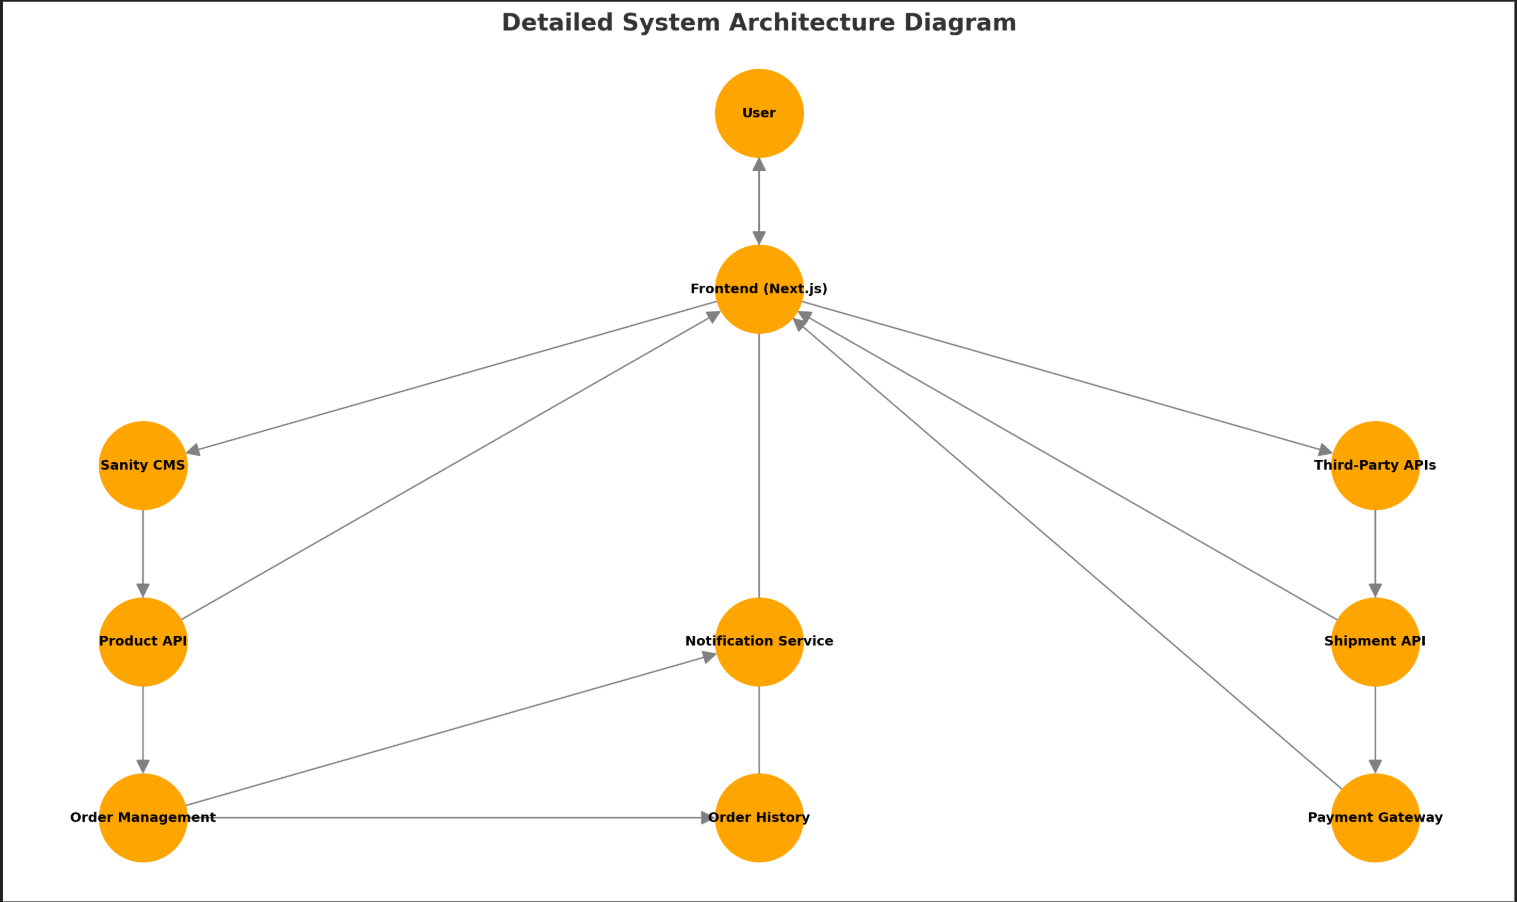 Detailed System Architecture Diagram
User
Frontend (Next.js)
Sanity CMS
Third-Party APIs
Product API
Notification Service
Shipment API
Order Management
Order History
Payment Gateway